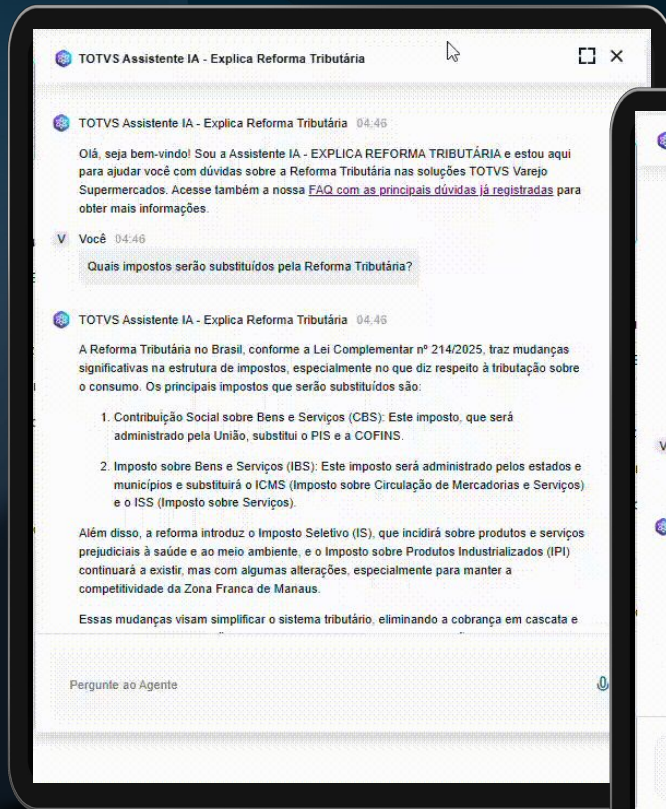 TOTVS Assistente IA - Explica Reforma Tributária
TOTVS Assistente IA - Explica Reforma Tributária 04:46
Olá, seja bem-vindo! Sou a Assistente IA - EXPLICA REFORMA TRIBUTÁRIA e estou aqui
para ajudar você com dúvidas sobre a Reforma Tributária nas soluções TOTVS Varejo
Supermercados. Acesse também a nossa FAQ com as principais dúvidas já registradas para
obter mais informações.
V Você 04:46
Quais impostos serão substituídos pela Reforma Tributária?
TOTVS Assistente IA - Explica Reforma Tributária 04:46
A Reforma Tributária no Brasil, conforme a Lei Complementar nº 214/2025, traz mudanças
significativas na estrutura de impostos, especialmente no que diz respeito à tributação sobre
o consumo. Os principais impostos que serão substituídos são:
1. Contribuição Social sobre Bens e Serviços (CBS): Este imposto, que será
administrado pela União, substitui o PIS e a COFINS.
2. Imposto sobre Bens e Serviços (IBS): Este imposto será administrado pelos estados e
municípios e substituirá o ICMS (Imposto sobre Circulação de Mercadorias e Serviços)
e o ISS (Imposto sobre Serviços).
Além disso, a reforma introduz o Imposto Seletivo (IS), que incidirá sobre produtos e serviços
prejudiciais à saúde e ao meio ambiente, e o Imposto sobre Produtos Industrializados (IPI)
continuará a existir, mas com algumas alterações, especialmente para manter a
competitividade da Zona Franca de Manaus.
Essas mudanças visam simplificar o sistema tributário, eliminando a cobrança em cascata e
Pergunte ao Agente
V